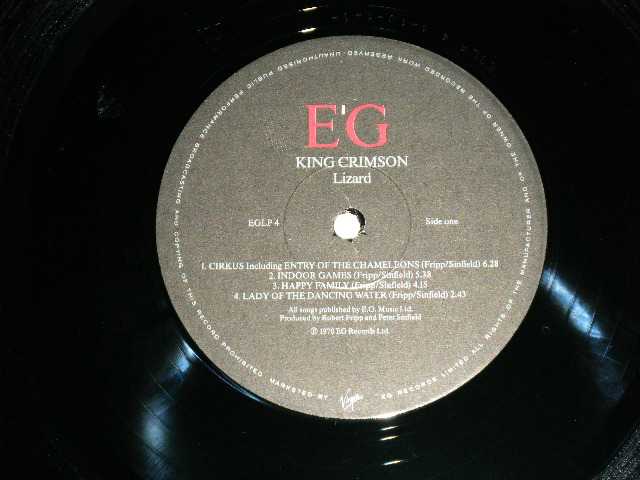 E'G
KING CRIMSON
Lizard
EGLP 4
Side one
1. CIRKUS Including ENTRY OF THE CHAMELEONS (Fripp/Sinfield) 6.28
2. INDOOR GAMES (Fripp/Sinfield) 5.38
3. HAPPY FAMILY (Fripp/Sinfield) 4.15
4. LADY OF THE DANCING WATER (Fripp/Sinfield) 2.43
All songs published by E.G. Music Ltd.
Produced by Robert Fripp and Peter Sinfield
℗ 1970 EG Records Ltd.
MARKETED BY Virgin EG RECORDS LIMITED ALL RIGHTS OF THE MANUFACTURER AND OF THE OWNER OF THE RECORDED WORK RESERVED. UNAUTHORISED PUBLIC PERFORMANCE BROADCASTING AND COPYING OF THIS RECORD PROHIBITED.